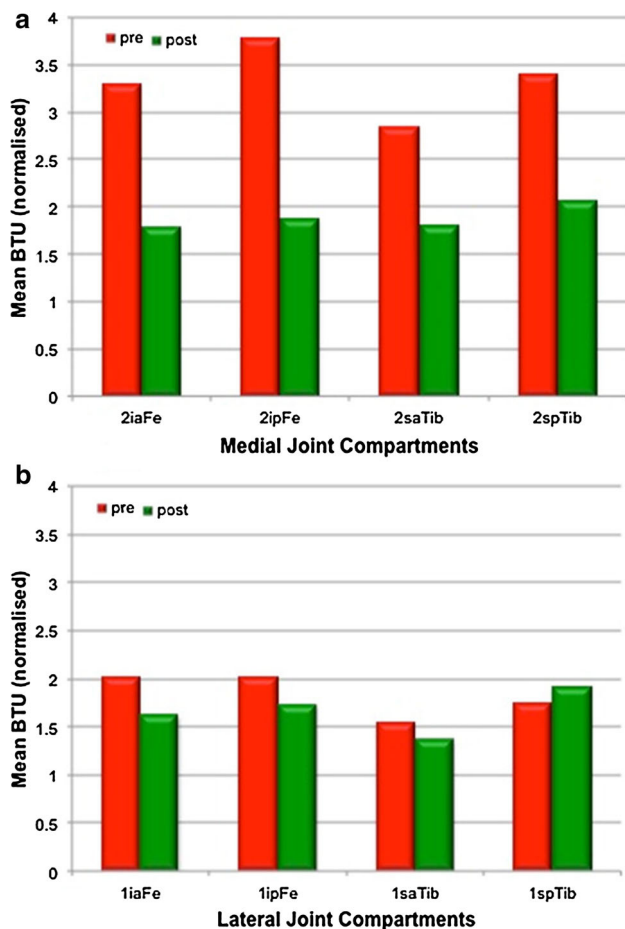 a
pre post
Mean BTU (normalised)
4
3.5
3
2.5
2
1.5
1
0.5
0
2iaFe 2ipFe 2saTib 2spTib
Medial Joint Compartments
b
pre post
Mean BTU (normalised)
4
3.5
3
2.5
2
1.5
1
0.5
0
1iaFe 1ipFe 1saTib 1spTib
Lateral Joint Compartments